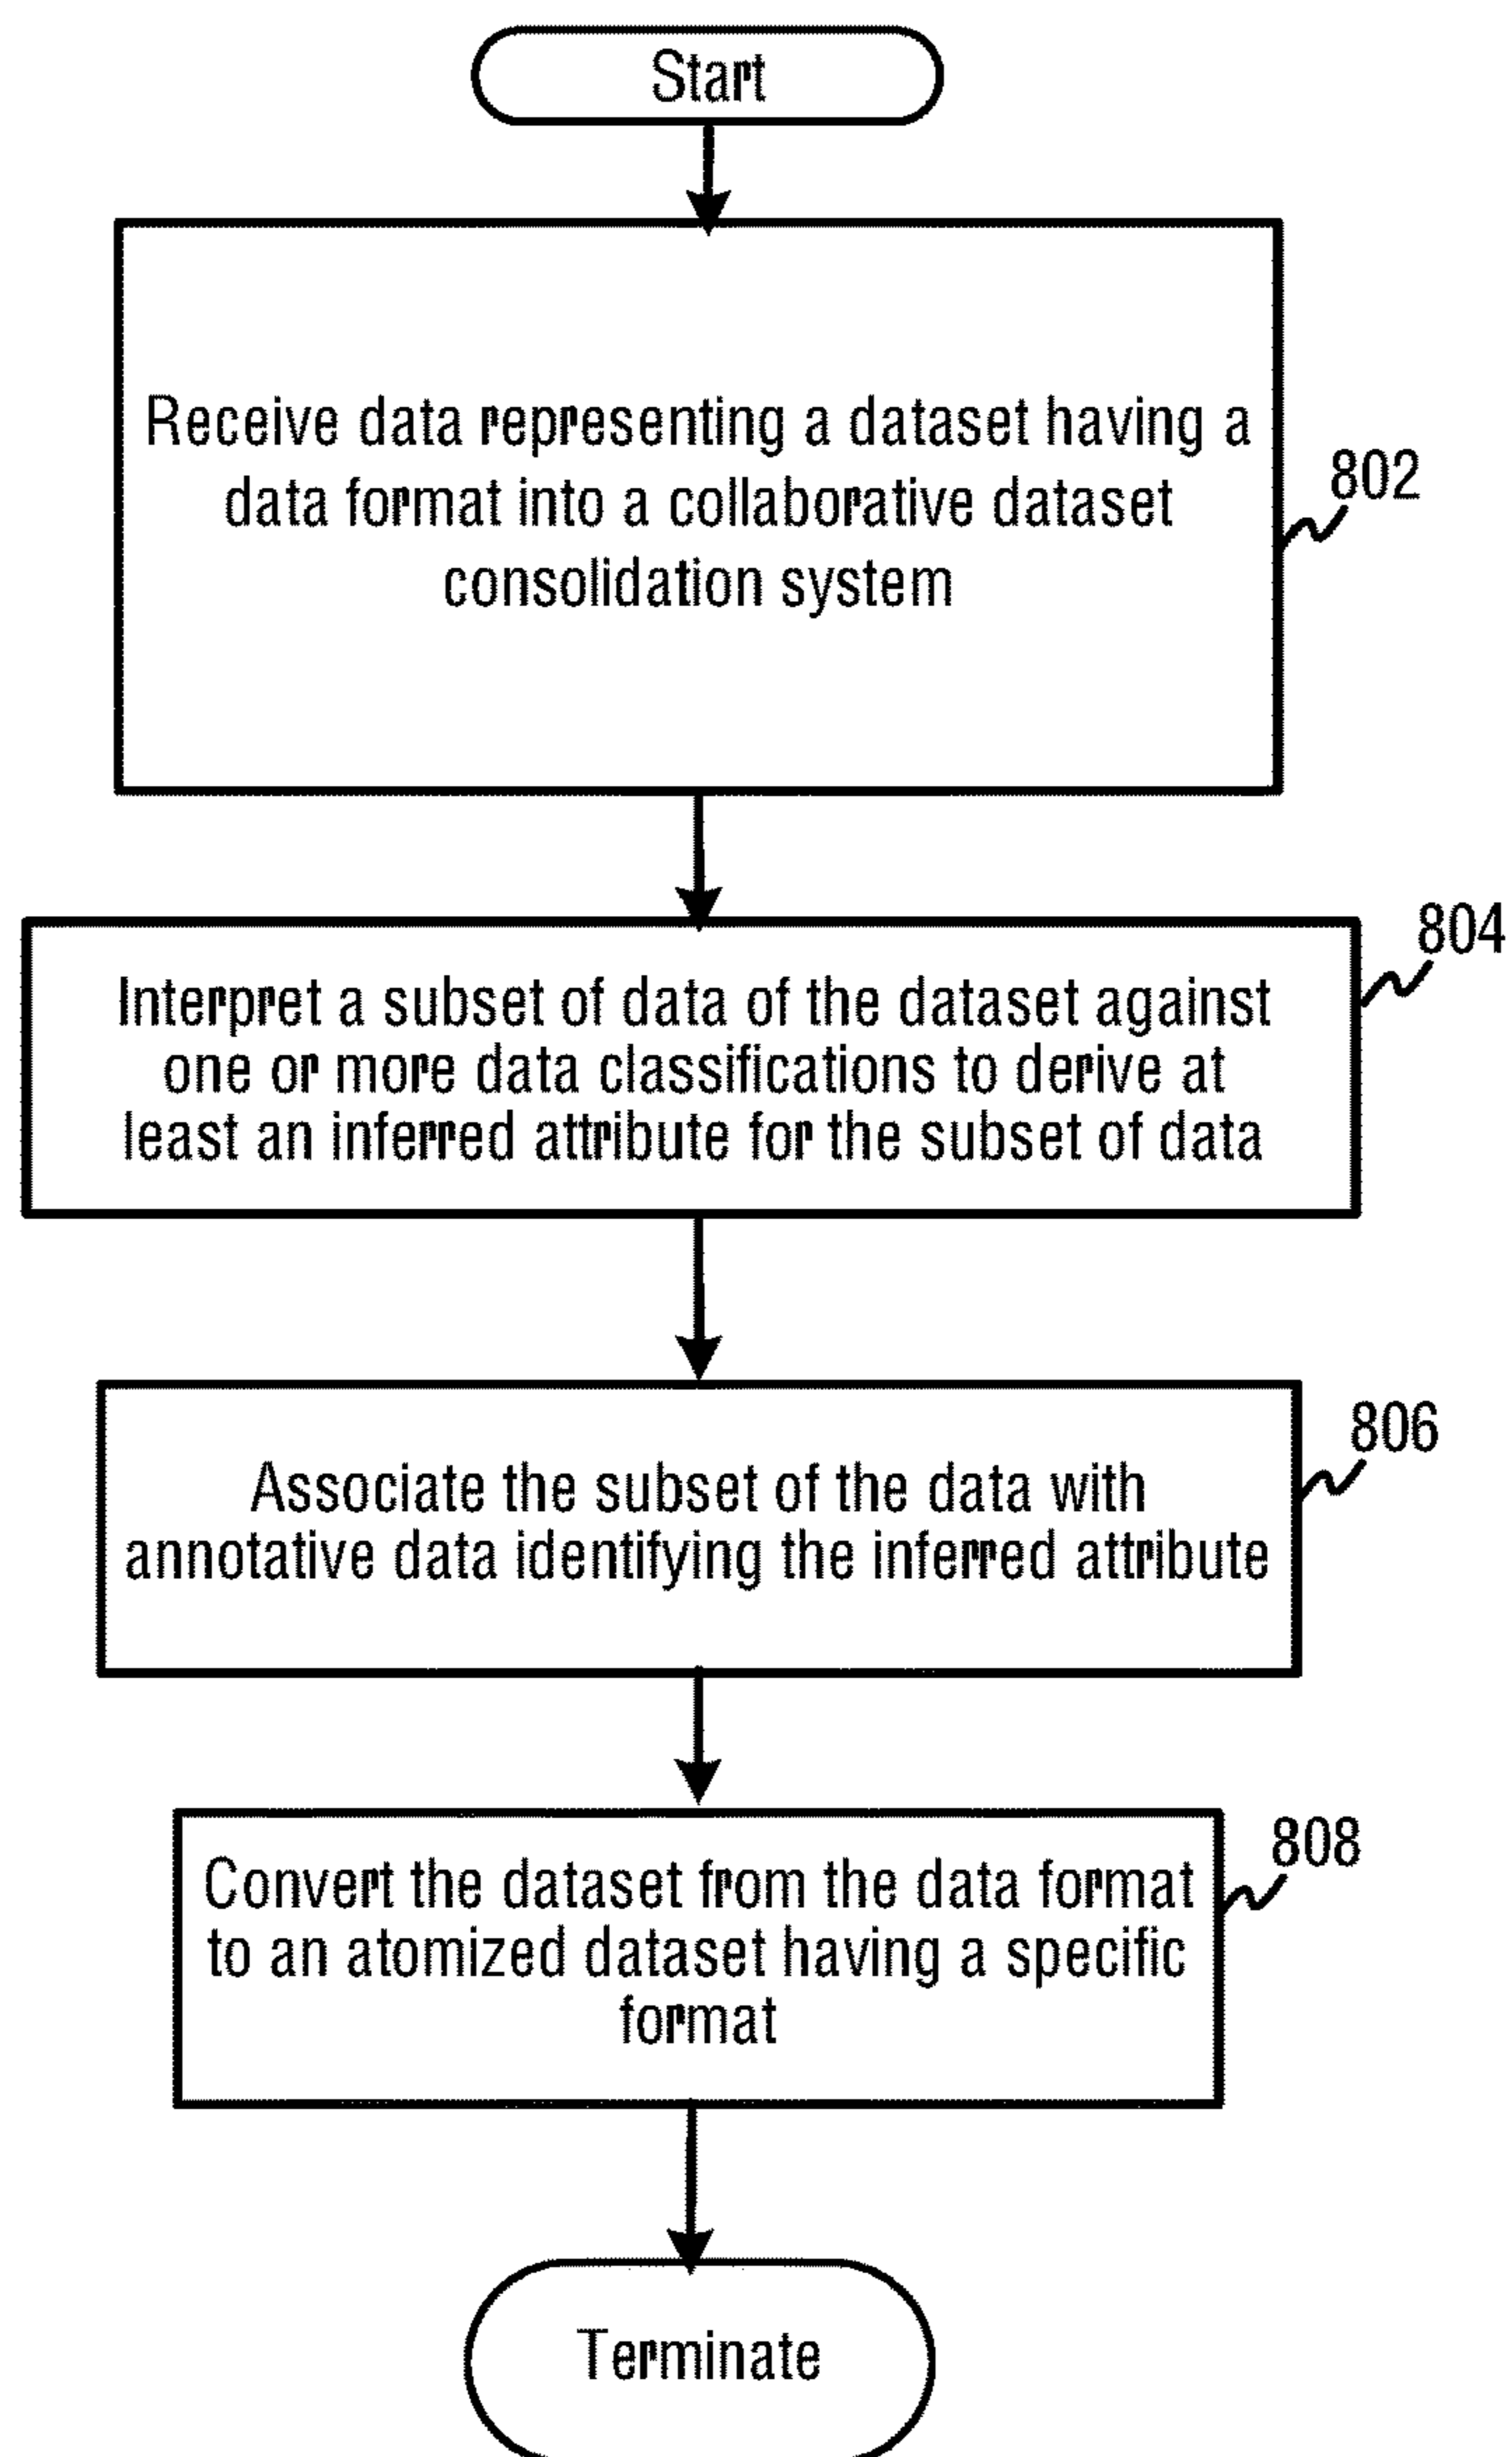 Start
Receive data representing a dataset having a
data format into a collaborative dataset
consolidation system
802
Interpret a subset of data of the dataset against
one or more data classifications to derive at
least an inferred attribute for the subset of data
804
Associate the subset of the data with
annotative data identifying the inferred attribute
806
Convert the dataset from the data format
to an atomized dataset having a specific
format
808
Terminate